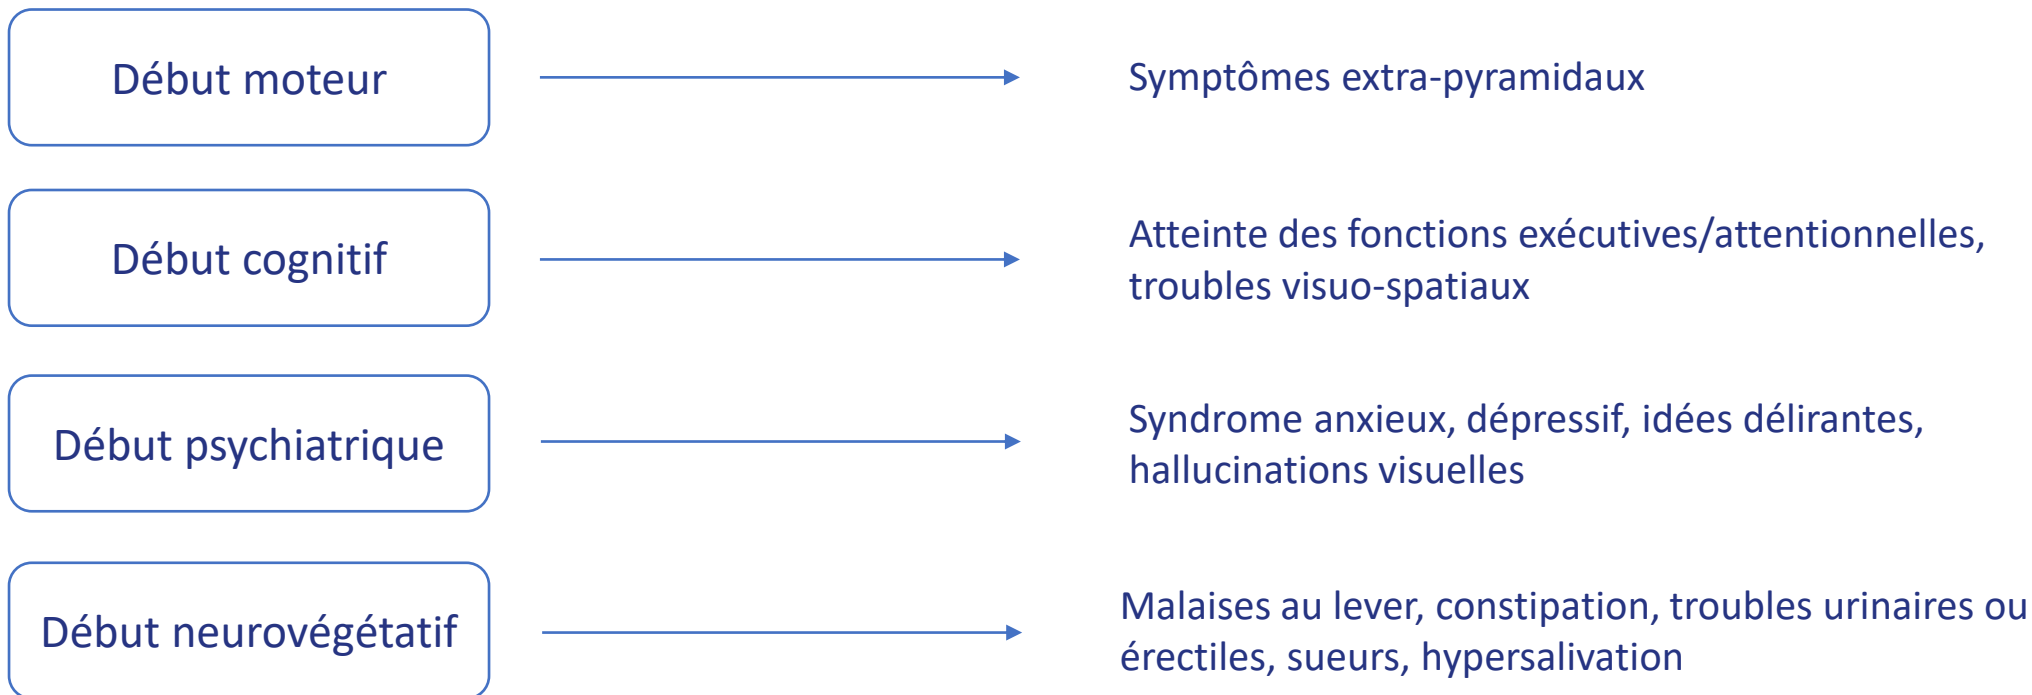 Début moteur
Symptômes extra-pyramidaux
Début cognitif
Atteinte des fonctions exécutives/attentionnelles,
troubles visuo-spatiaux
Début psychiatrique
Syndrome anxieux, dépressif, idées délirantes,
hallucinations visuelles
Début neurovégétatif
Malaises au lever, constipation, troubles urinaires ou
érectiles, sueurs, hypersalivation